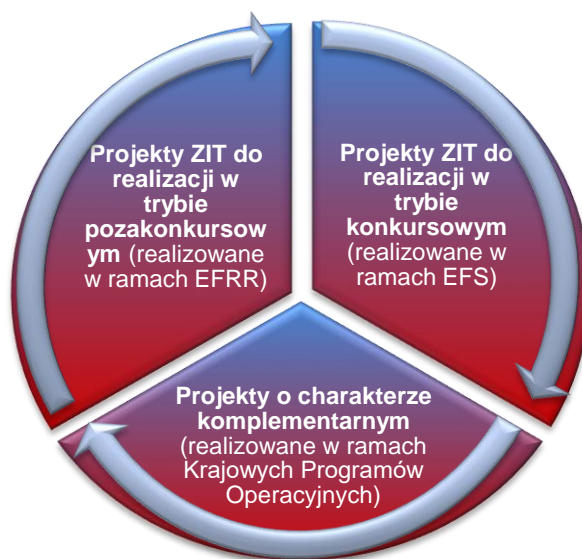 Projekty ZIT do
realizacji w
trybie
pozakonkursow
ym (realizowane
w ramach EFRR)
Projekty ZIT do
realizacji w
trybie
konkursowym
(realizowane w
ramach EFS)
Projekty o charakterze
komplementarnym
(realizowane w ramach
Krajowych Programów
Operacyjnych)